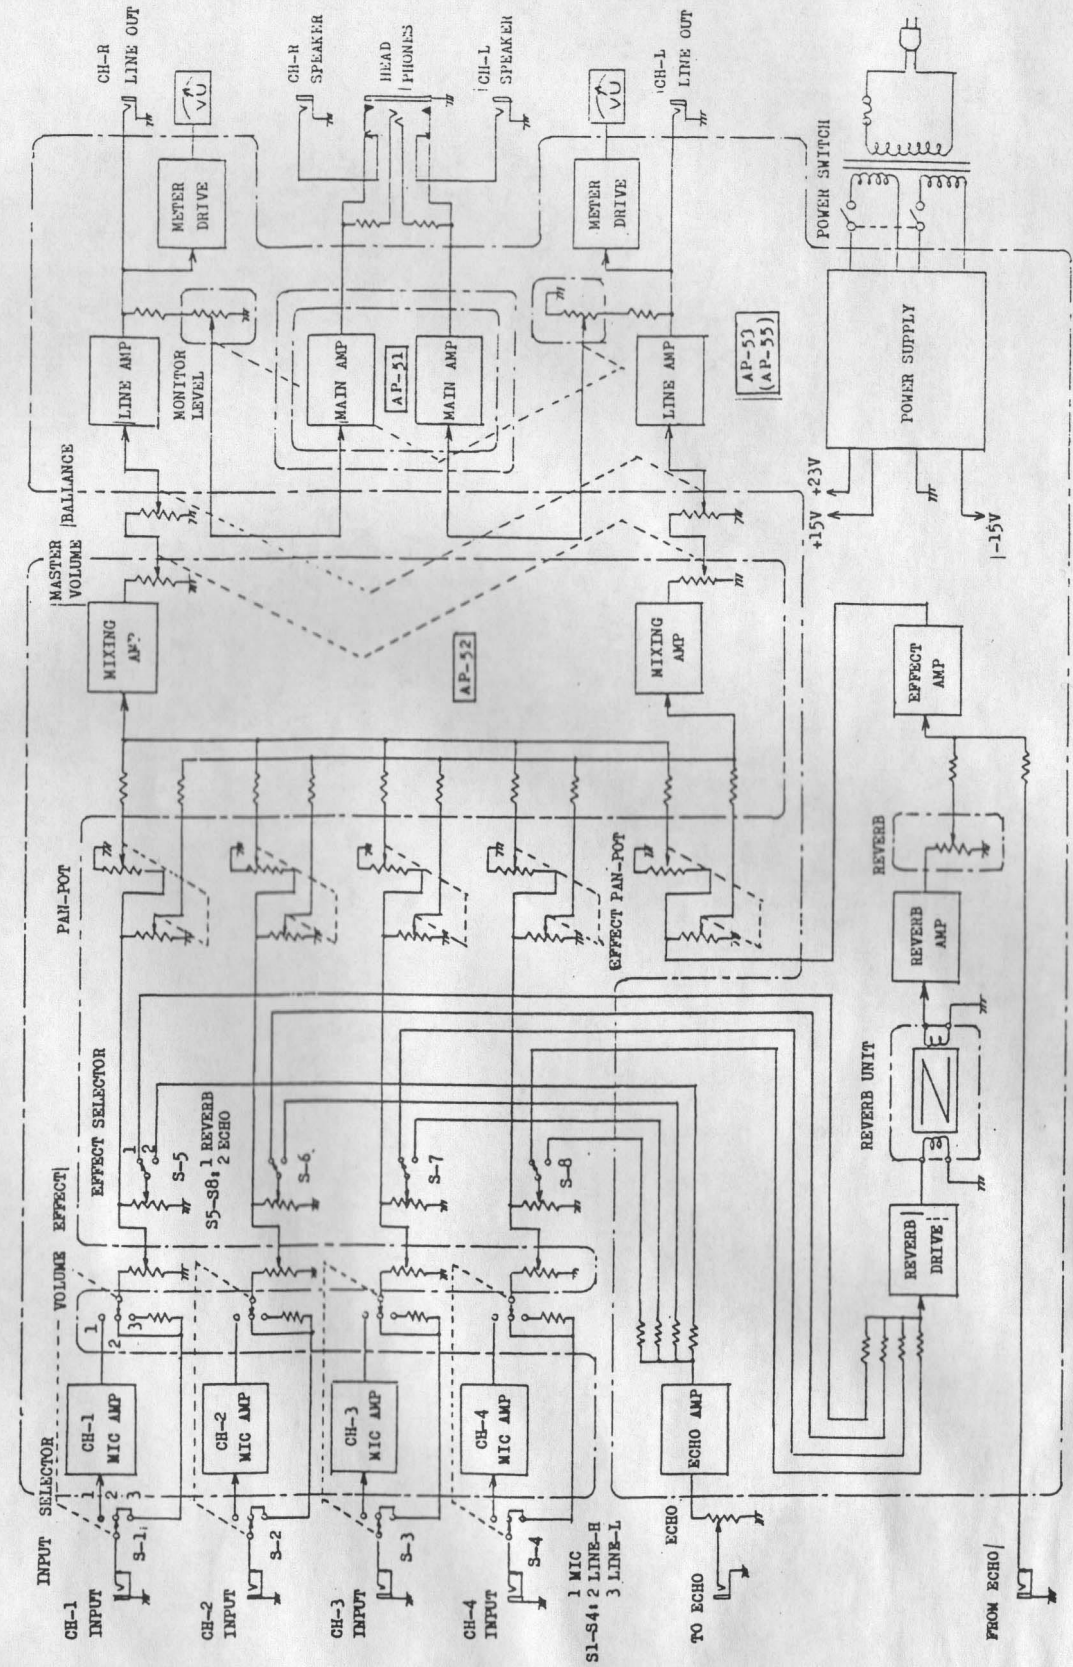 INPUT SELECTOR
VOLUME
EFFECT
EFFECT SELECTOR
PAN-POT
MASTER
VOLUME
BALLANCE
CH-R
LINE OUT
CH-1
INPUT
S-1
1
2
3
CH-1
MIC AMP
1
2
3
S-5
1
2
S5-S8: 1 REVERB
2 ECHO
MIXING
LINE AMP
MONITOR
LEVEL
METER
DRIVE
VU
CH-R
SPEAKER
HEAD
PHONES
CH-L
SPEAKER
CH-2
INPUT
S-2
CH-2
MIC AMP
S-6
MAIN AMP
AP-51
MAIN AMP
CH-3
INPUT
S-3
CH-3
MIC AMP
S-7
AP-52
CH-4
INPUT
S-4
CH-4
MIC AMP
S-8
1 MIC
S1-S4: 2 LINE-H
3 LINE-L
EFFECT PAN-POT
MIXING
AMP
LINE AMP
METER
DRIVE
VU
CH-L
LINE OUT
AP-53
(AP-55)
TO ECHO
ECHO
ECHO AMP
POWER SWITCH
POWER SUPPLY
+15V
+23V
-15V
REVERB
DRIVE
REVERB UNIT
REVERB
AMP
REVERB
EFFECT
AMP
FROM ECHO